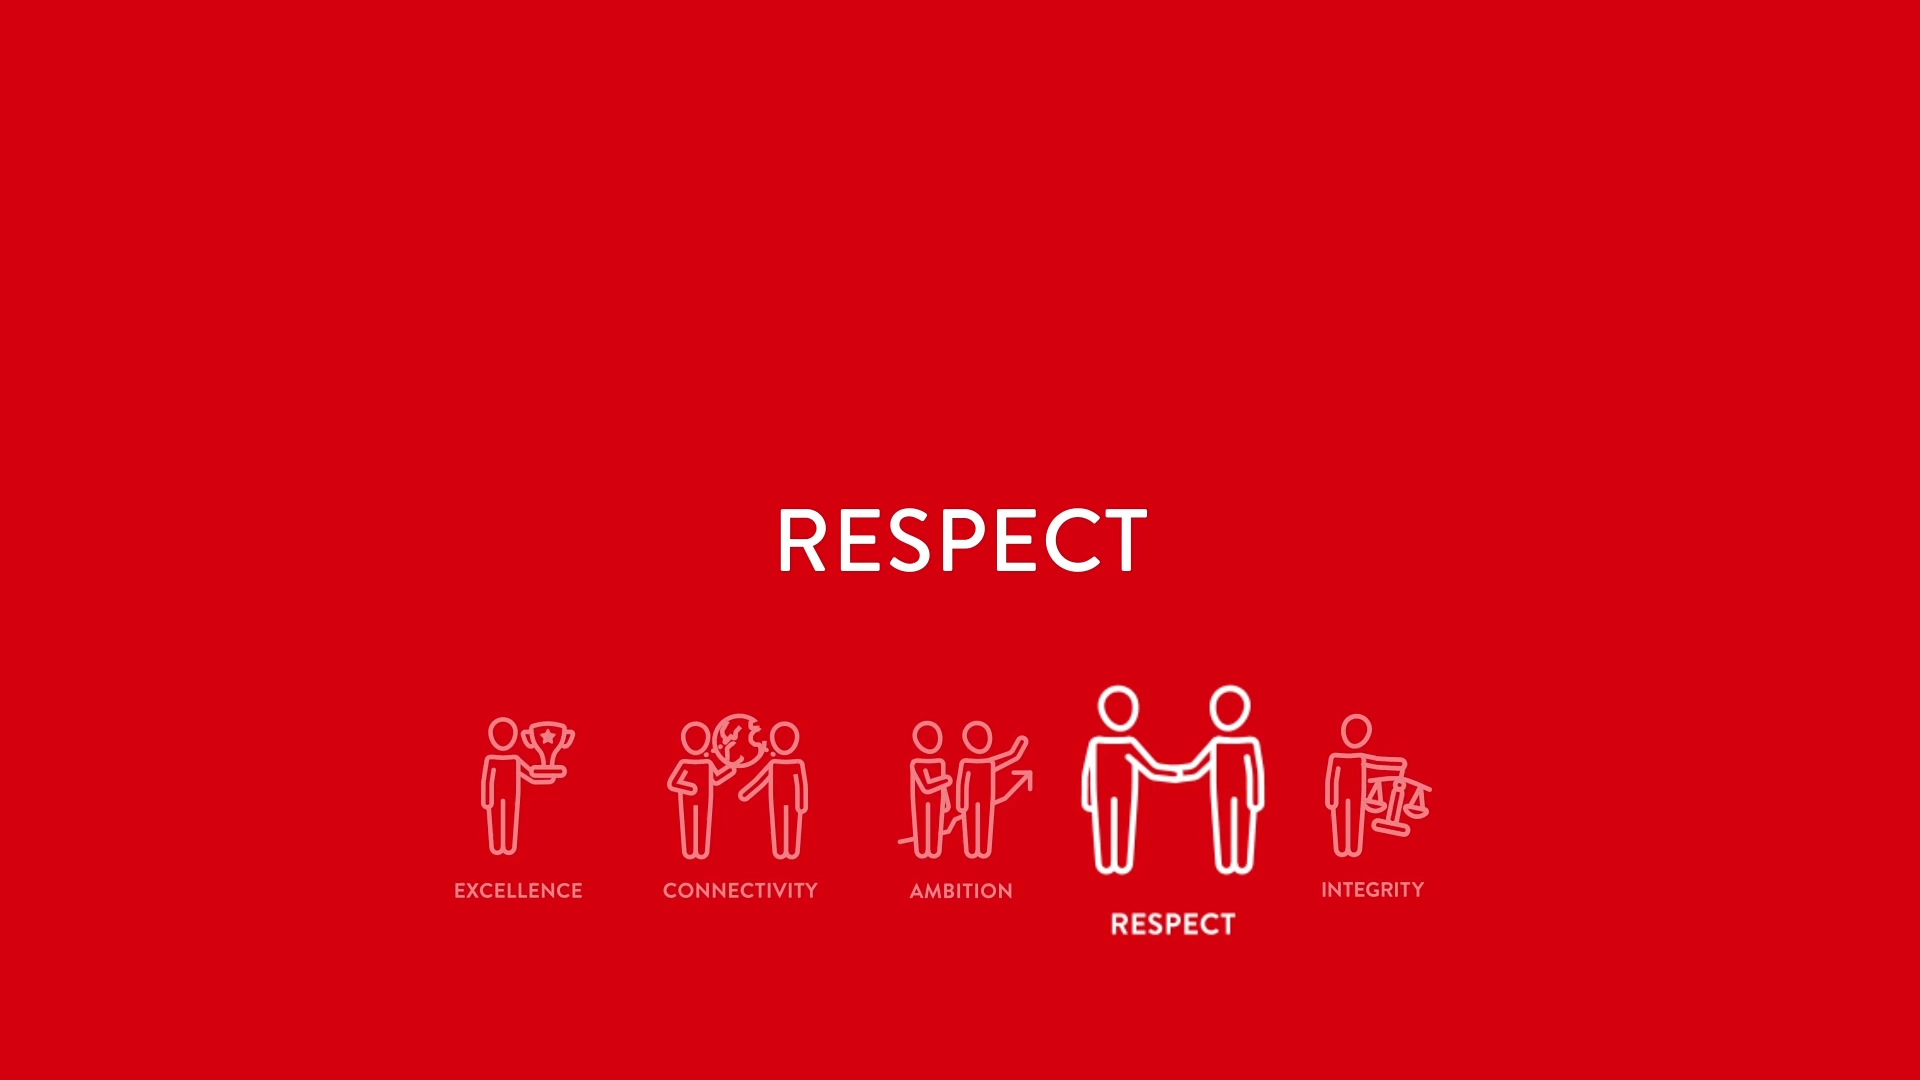 RESPECT
EXCELLENCE
CONNECTIVITY
AMBITION
RESPECT
INTEGRITY